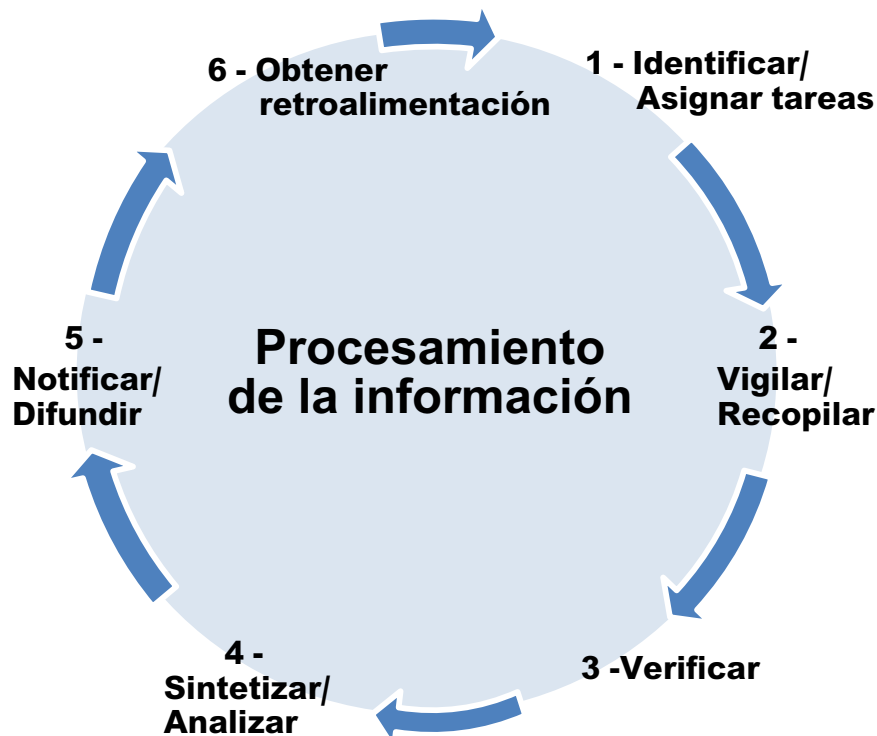 Procesamiento
de la información
1 - Identificar/
Asignar tareas
2 -
Vigilar/
Recopilar
3 -Verificar
4 -
Sintetizar/
Analizar
5 -
Notificar/
Difundir
6 - Obtener
retroalimentación